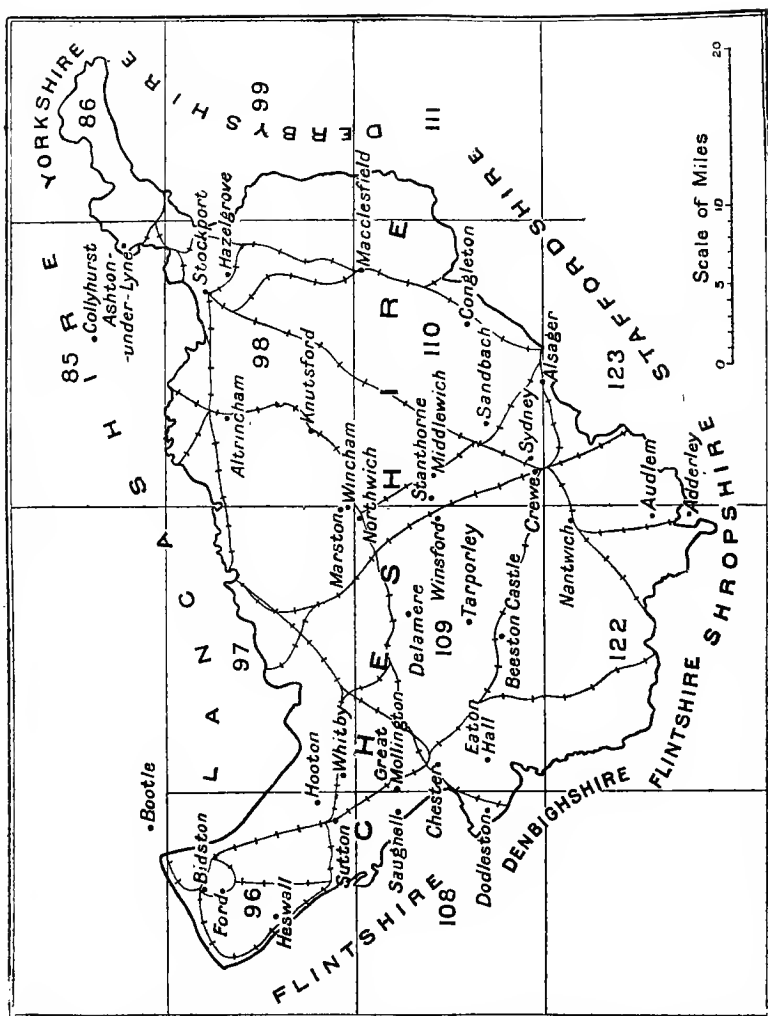 YORKSHIRE
86
85
Collyhurst
Ashton-
-under-Lyne
LANCASHIRE
DERBYSHIRE
99
111
Stockport
Hazelgrove
98
Altrincham
Knutsford
Macclesfield
Bootle
97
Bidston
Ford
96
Heswall
Hooton
Whitby
Sutton
Marston
Wincham
Northwich
CHESHIRE
FLINTSHIRE
108
Saughell
Great
Mollington
Chester
Dodleston
Eaton
Hall
Delamere
109
Winsford
Tarporley
Beeston Castle
Stanthorne
Middlewich
110
Congleton
Sandbach
Sydney
Crewe
Alsager
STAFFORDSHIRE
123
Nantwich
Audlem
Adderley
122
DENBIGHSHIRE
FLINTSHIRE
SHROPSHIRE
Scale of Miles
0 5 10 20